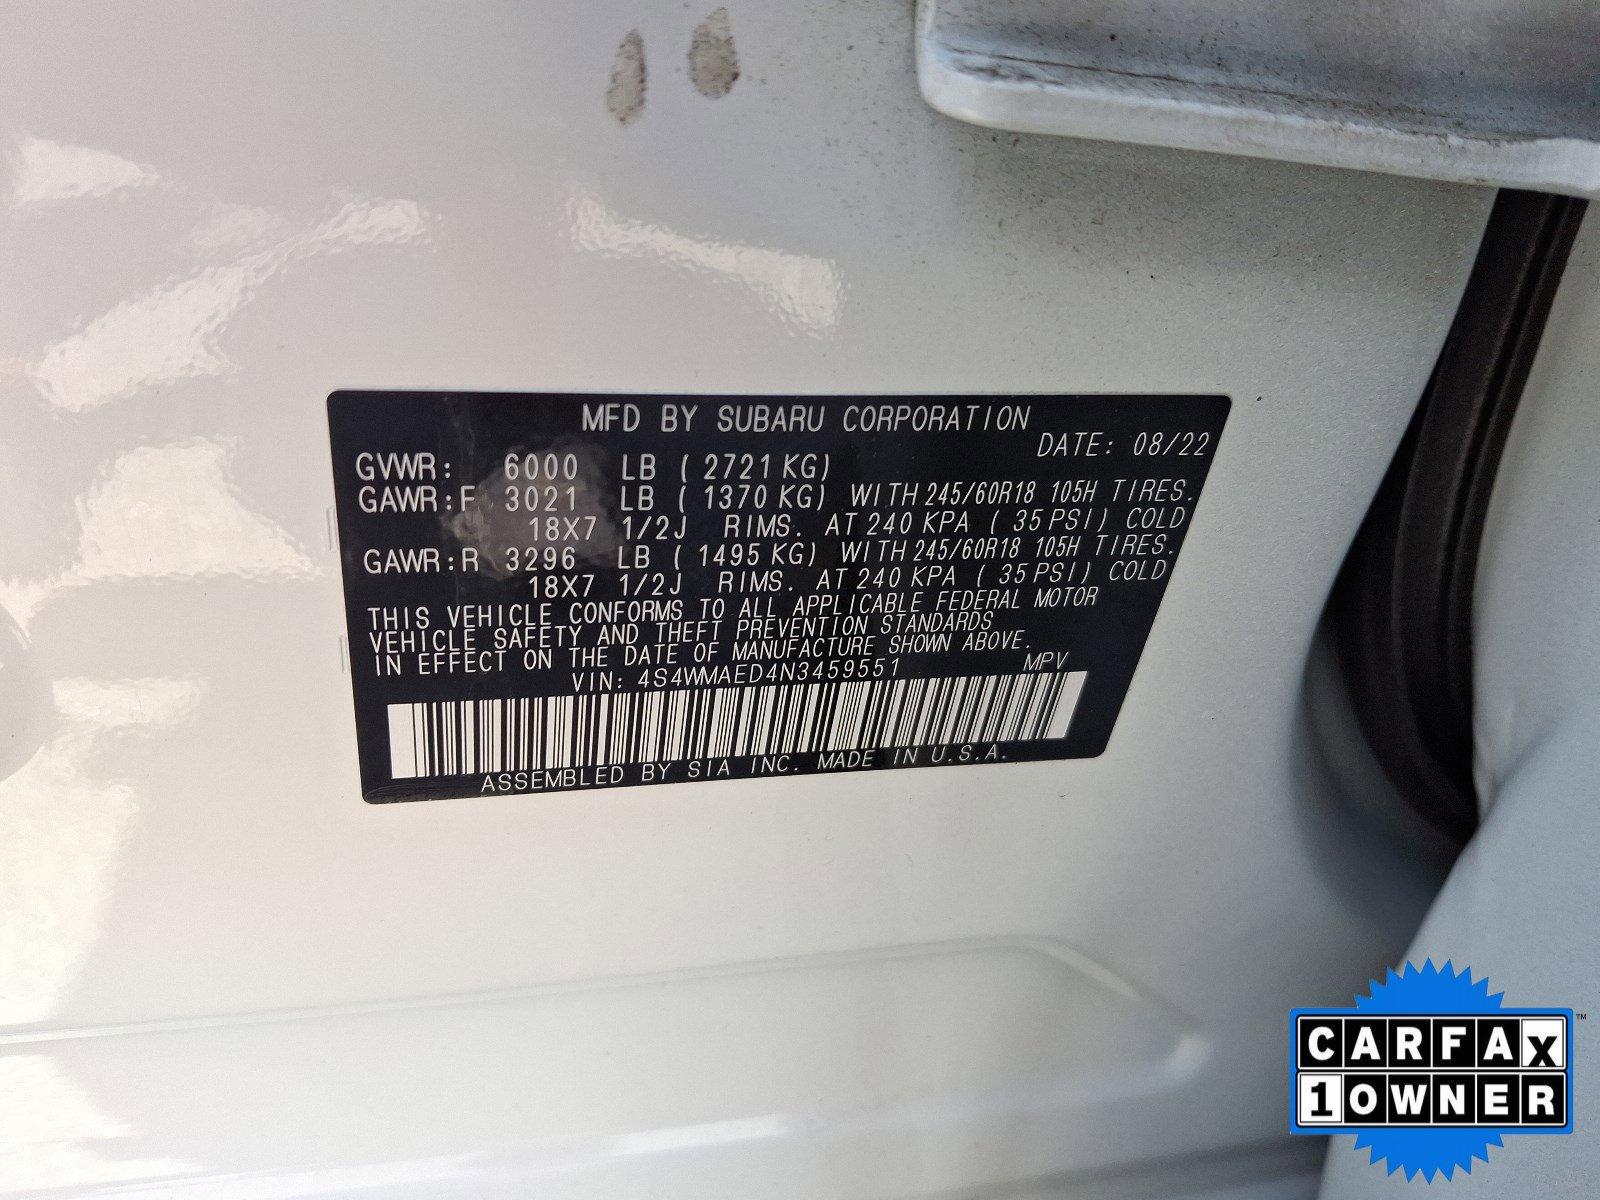 MFD BY SUBARU CORPORATION
DATE: 08/22
GVWR: 6000 LB (2721 KG)
GAWR:F 3021 LB (1370 KG) WITH 245/60R18 105H TIRES.
18X7 1/2J RIMS. AT 240 KPA (35 PSI) COLD
GAWR:R 3296 LB (1495 KG) WITH 245/60R18 105H TIRES.
18X7 1/2J RIMS. AT 240 KPA (35 PSI) COLD
THIS VEHICLE CONFORMS TO ALL APPLICABLE FEDERAL MOTOR
VEHICLE SAFETY AND THEFT PREVENTION STANDARDS
IN EFFECT ON THE DATE OF MANUFACTURE SHOWN ABOVE.
VIN: 4S4WMAED4N3459551 MPV
ASSEMBLED BY SIA INC. MADE IN U.S.A.
CARFAX™
1 OWNER